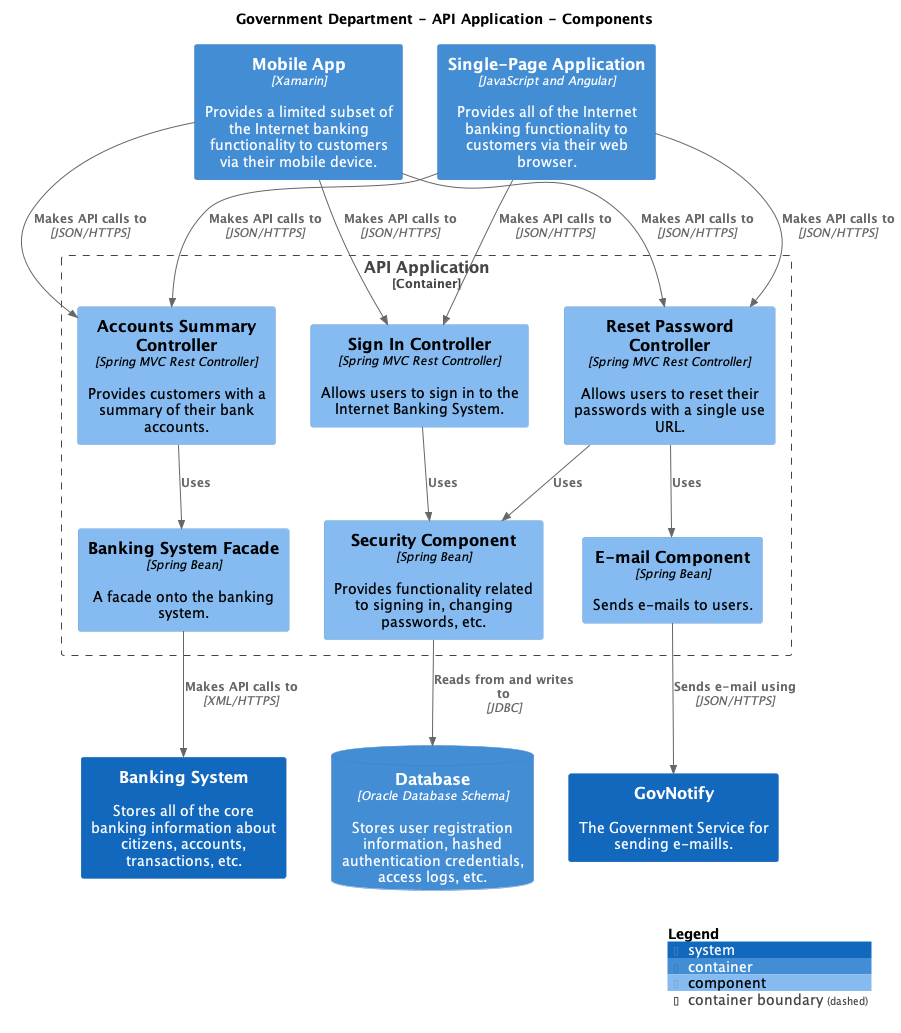 Government Department - API Application - Components
Mobile App
[Xamarin]
Provides a limited subset of
the Internet banking
functionality to customers
via their mobile device.
Single-Page Application
[JavaScript and Angular]
Provides all of the Internet
banking functionality to
customers via their web
browser.
Makes API calls to
[JSON/HTTPS]
Makes API calls to
[JSON/HTTPS]
Makes API calls to
[JSON/HTTPS]
Makes API calls to
[JSON/HTTPS]
Makes API calls to
[JSON/HTTPS]
Makes API calls to
[JSON/HTTPS]
API Application
[Container]
Accounts Summary
Controller
[Spring MVC Rest Controller]
Provides customers with a
summary of their bank
accounts.
Sign In Controller
[Spring MVC Rest Controller]
Allows users to sign in to the
Internet Banking System.
Reset Password
Controller
[Spring MVC Rest Controller]
Allows users to reset their
passwords with a single use
URL.
Uses
Uses
Uses
Uses
Banking System Facade
[Spring Bean]
A facade onto the banking
system.
Security Component
[Spring Bean]
Provides functionality related
to signing in, changing
passwords, etc.
E-mail Component
[Spring Bean]
Sends e-mails to users.
Makes API calls to
[XML/HTTPS]
Reads from and writes
to
[JDBC]
Sends e-mail using
[JSON/HTTPS]
Banking System
Stores all of the core
banking information about
citizens, accounts,
transactions, etc.
Database
[Oracle Database Schema]
Stores user registration
information, hashed
authentication credentials,
access logs, etc.
GovNotify
The Government Service for
sending e-maills.
Legend
system
container
component
container boundary (dashed)